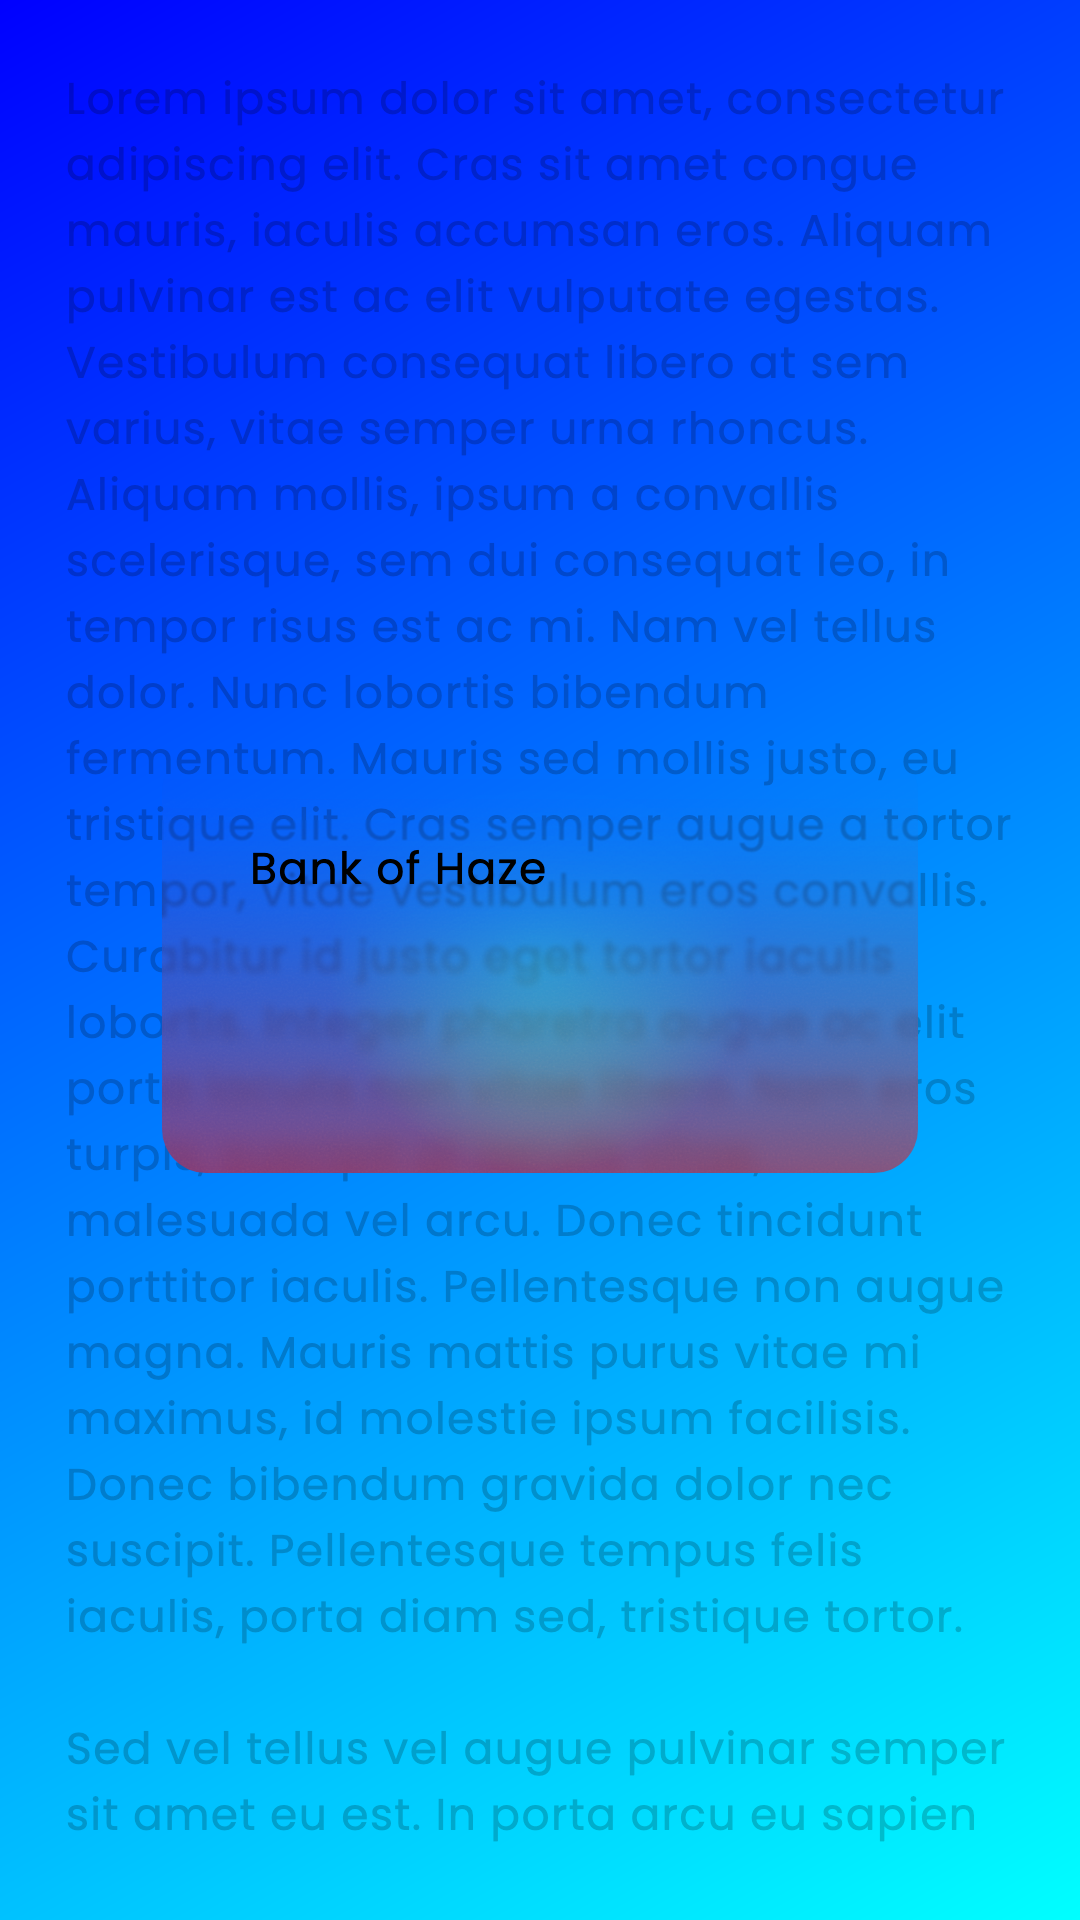 Lorem ipsum dolor sit amet, consectetur
adipiscing elit. Cras sit amet congue
mauris, iaculis accumsan eros. Aliquam
pulvinar est ac elit vulputate egestas.
Vestibulum consequat libero at sem
varius, vitae semper urna rhoncus.
Aliquam mollis, ipsum a convallis
scelerisque, sem dui consequat leo, in
tempor risus est ac mi. Nam vel tellus
dolor. Nunc lobortis bibendum
fermentum. Mauris sed mollis justo, eu
tristique elit. Cras semper augue a tortor
Bank of Haze
tempor, vitae vestibulum eros convallis.
Curabitur id justo eget tortor iaculis
lobortis. Integer pharetra augue ac elit
eros
malesuada vel arcu. Donec tincidunt
porttitor iaculis. Pellentesque non augue
magna. Mauris mattis purus vitae mi
maximus, id molestie ipsum facilisis.
Donec bibendum gravida dolor nec
suscipit. Pellentesque tempus felis
iaculis, porta diam sed, tristique tortor.
Sed vel tellus vel augue pulvinar semper
sit amet eu est. In porta arcu eu sapien